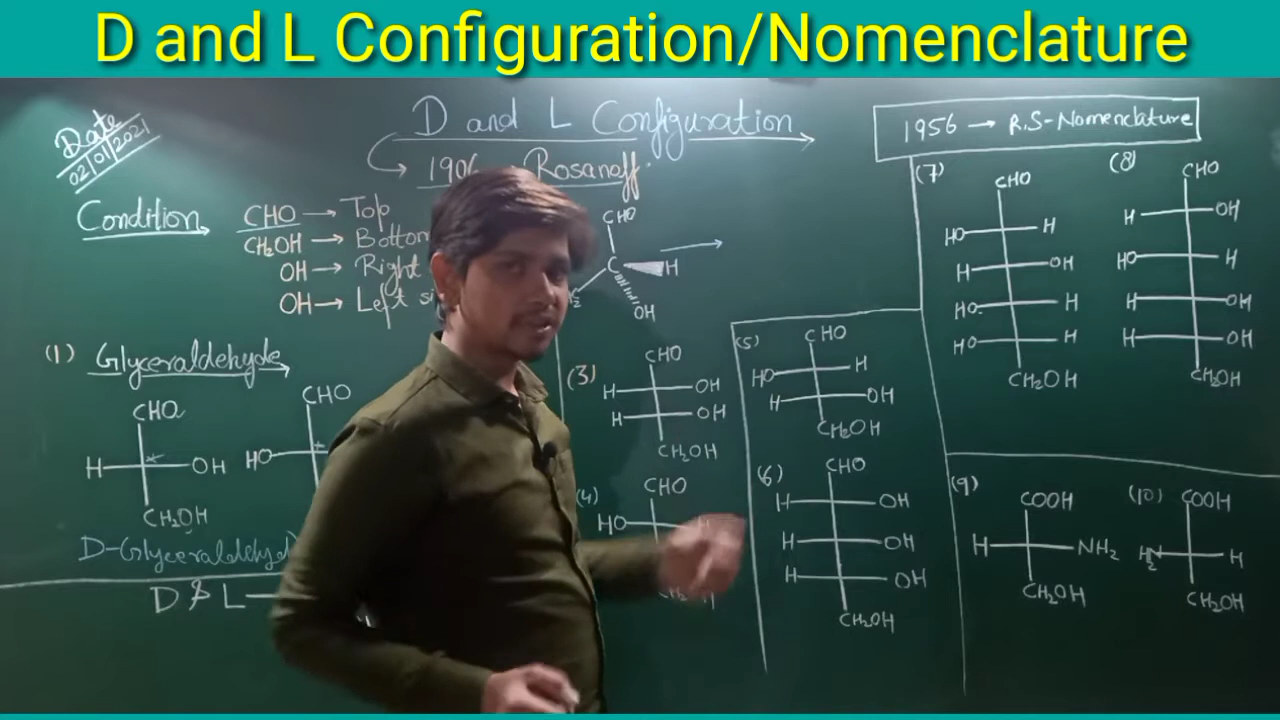 D and L Configuration/Nomenclature
Date
02/01/2021
D and L Configuration
1906 → Rosanoff
1956 → R,S-Nomenclature
Condition
CHO → Top
CH₂OH → Bottom
OH → Right
OH → Left
CHO
C
H
OH
(1) Glyceraldehyde
CHO
H OH
CH₂OH
D-Glyceraldehyd
CHO
HO
D & L
(3)
CHO
H OH
H OH
CH₂OH
(4)
CHO
HO
(5)
CHO
HO H
H OH
CH₂OH
(6)
CHO
H OH
H OH
H OH
CH₂OH
(7)
CHO
HO H
H OH
HO H
HO H
CH₂OH
(8)
CHO
H OH
HO H
H OH
H OH
CH₂OH
(9)
COOH
H NH₂
CH₂OH
(10)
COOH
H₂N H
CH₂OH